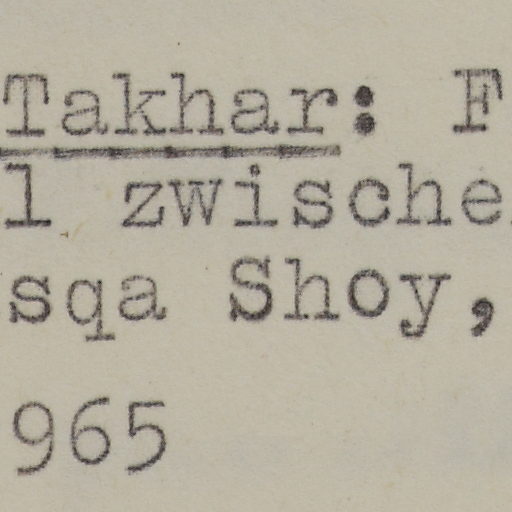 Takhar: F
l zwische
sqa Shoy,
965